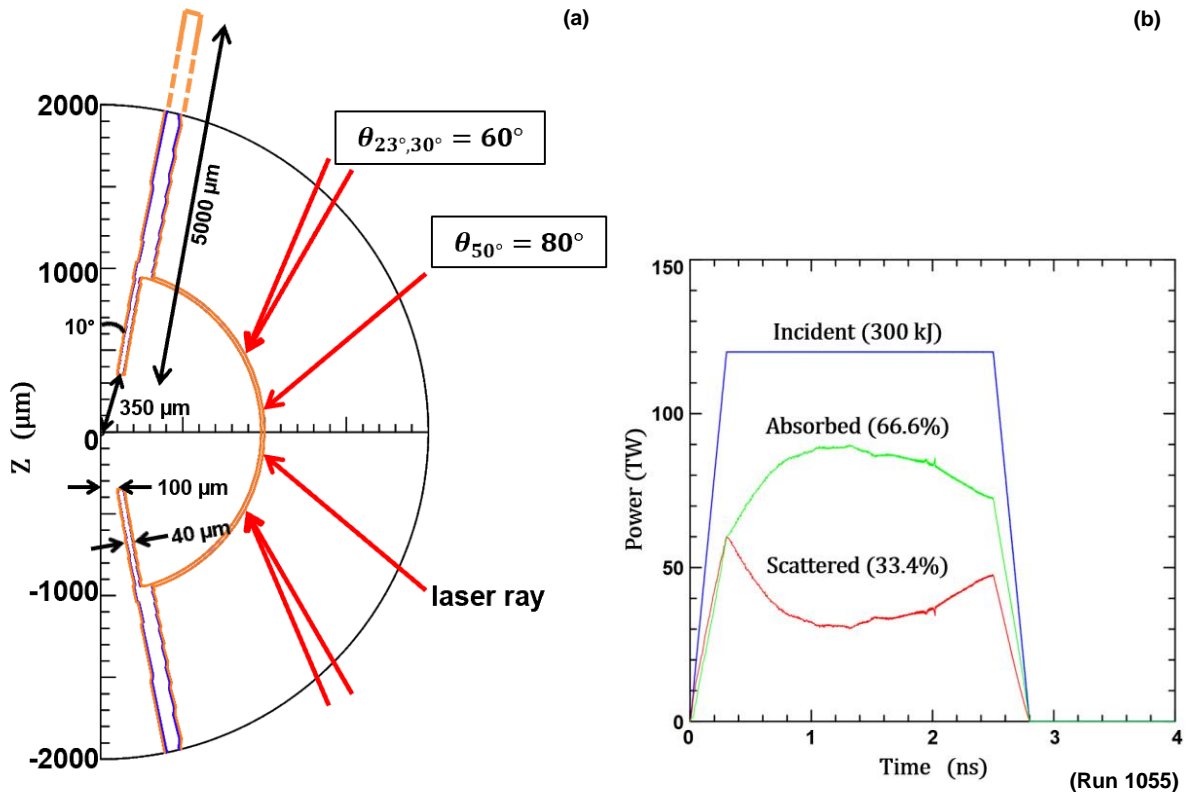 (a)
2000
1000
0
-1000
-2000
Z (μm)
5000 μm
10°
350 μm
100 μm
40 μm
θ23°,30° = 60°
θ50° = 80°
laser ray
(b)
150
100
50
0
Power (TW)
Incident (300 kJ)
Absorbed (66.6%)
Scattered (33.4%)
0 1 2 3 4
Time (ns)
(Run 1055)